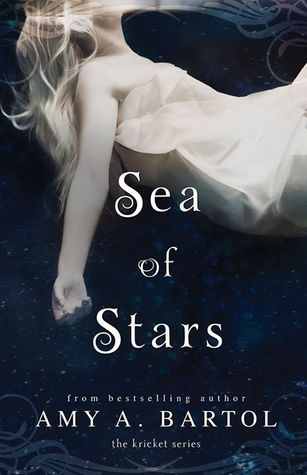 Sea
of
Stars
from bestselling author
AMY A. BARTOL
the kricket series